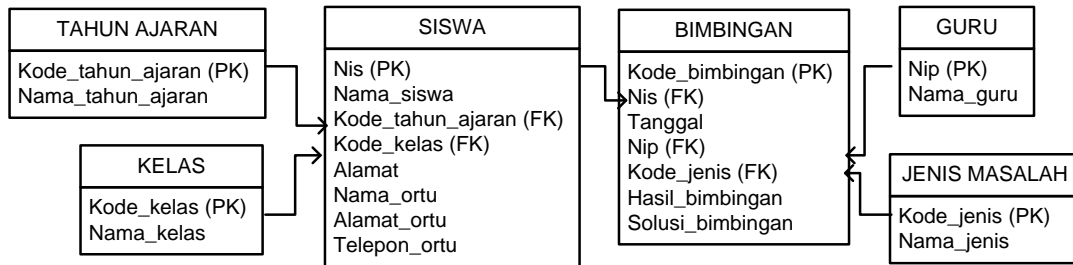 TAHUN AJARAN
Kode_tahun_ajaran (PK)
Nama_tahun_ajaran
KELAS
Kode_kelas (PK)
Nama_kelas
SISWA
Nis (PK)
Nama_siswa
Kode_tahun_ajaran (FK)
Kode_kelas (FK)
Alamat
Nama_ortu
Alamat_ortu
Telepon_ortu
BIMBINGAN
Kode_bimbingan (PK)
Nis (FK)
Tanggal
Nip (FK)
Kode_jenis (FK)
Hasil_bimbingan
Solusi_bimbingan
GURU
Nip (PK)
Nama_guru
JENIS MASALAH
Kode_jenis (PK)
Nama_jenis